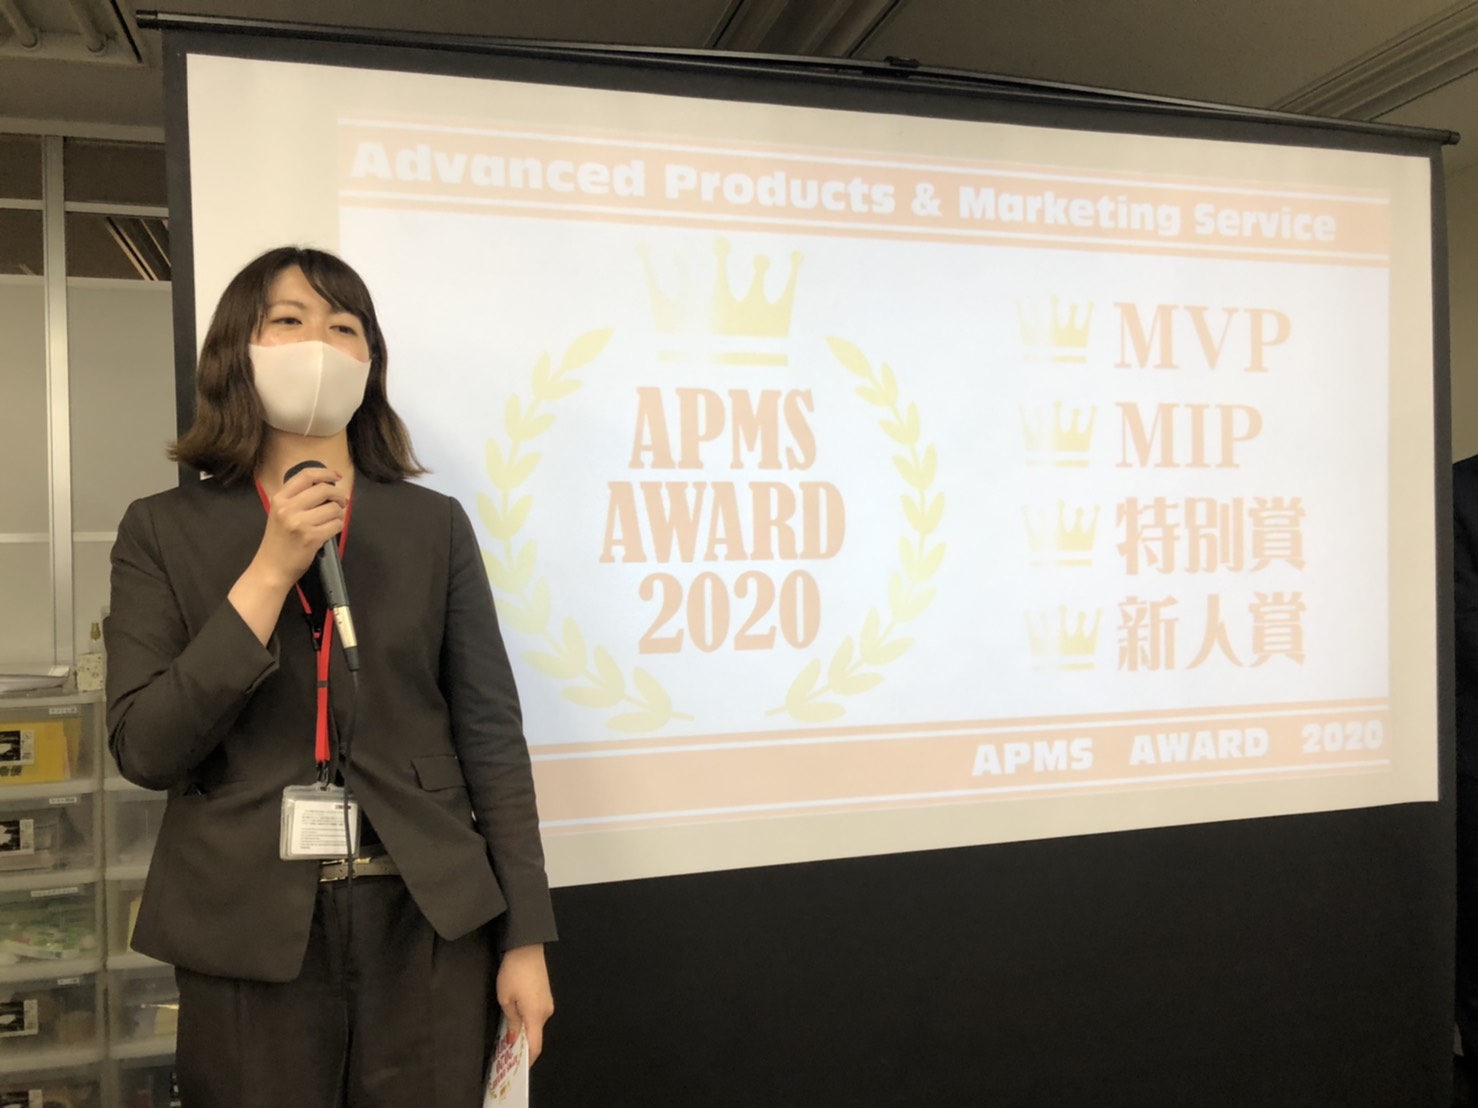 Advanced Products & Marketing Service
APMS
AWARD
2020
MVP
MIP
特別賞
新人賞
APMS AWARD 2020